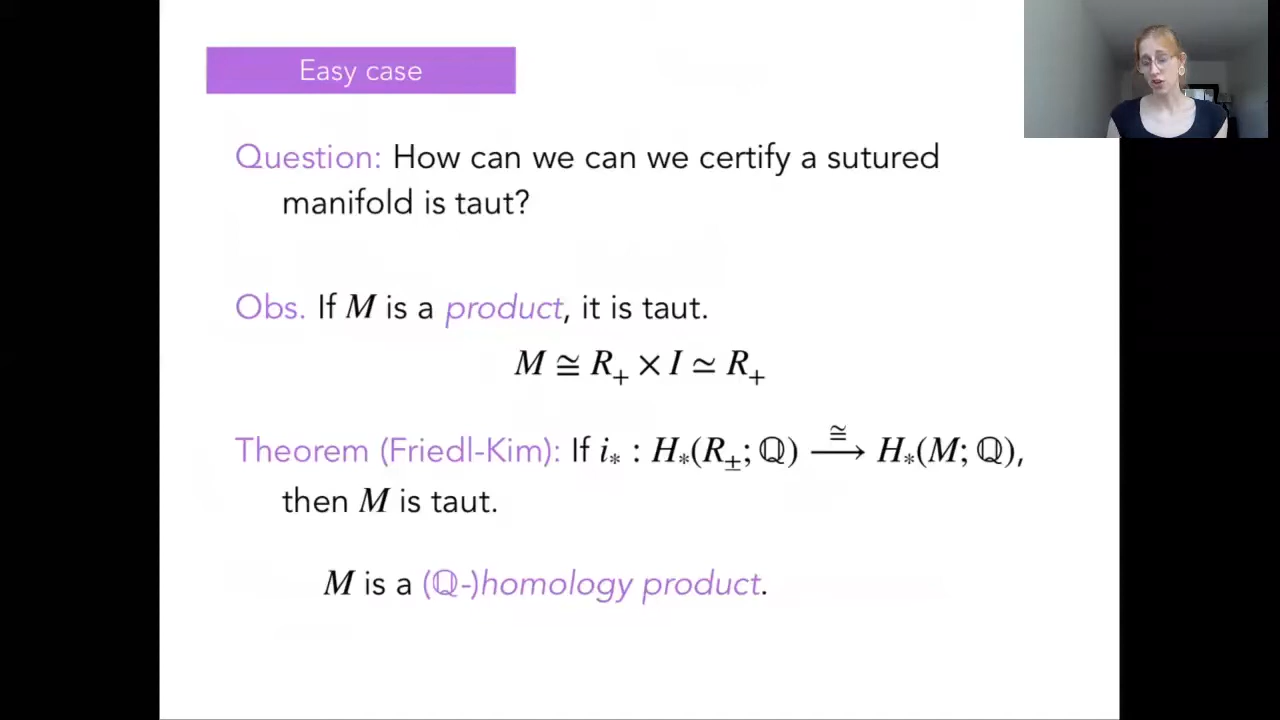 Easy case
Question: How can we can we certify a sutured
manifold is taut?
Obs. If M is a product, it is taut.
M ≅ R₊ × I ≃ R₊
Theorem (Friedl-Kim): If i_* : H_*(R_±; ℚ) \xrightarrow{≅} H_*(M; ℚ),
then M is taut.
M is a (ℚ-)homology product.